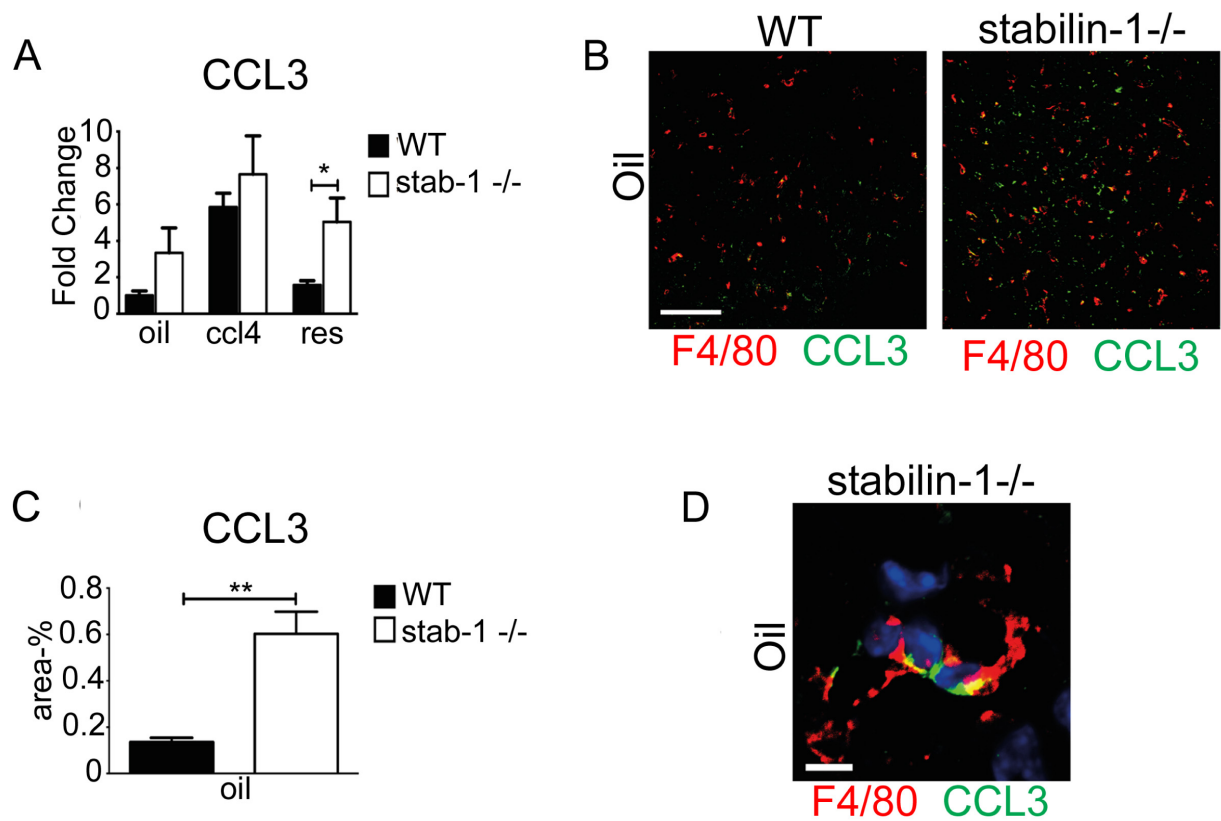 A
CCL3
Fold Change
10
8
6
4
2
0
oil
ccl4
res
*
WT
stab-1 -/-
B
WT
stabilin-1-/-
Oil
F4/80 CCL3
F4/80 CCL3
C
CCL3
area-%
0.8
0.6
0.4
0.2
0
oil
**
WT
stab-1 -/-
D
stabilin-1-/-
Oil
F4/80 CCL3